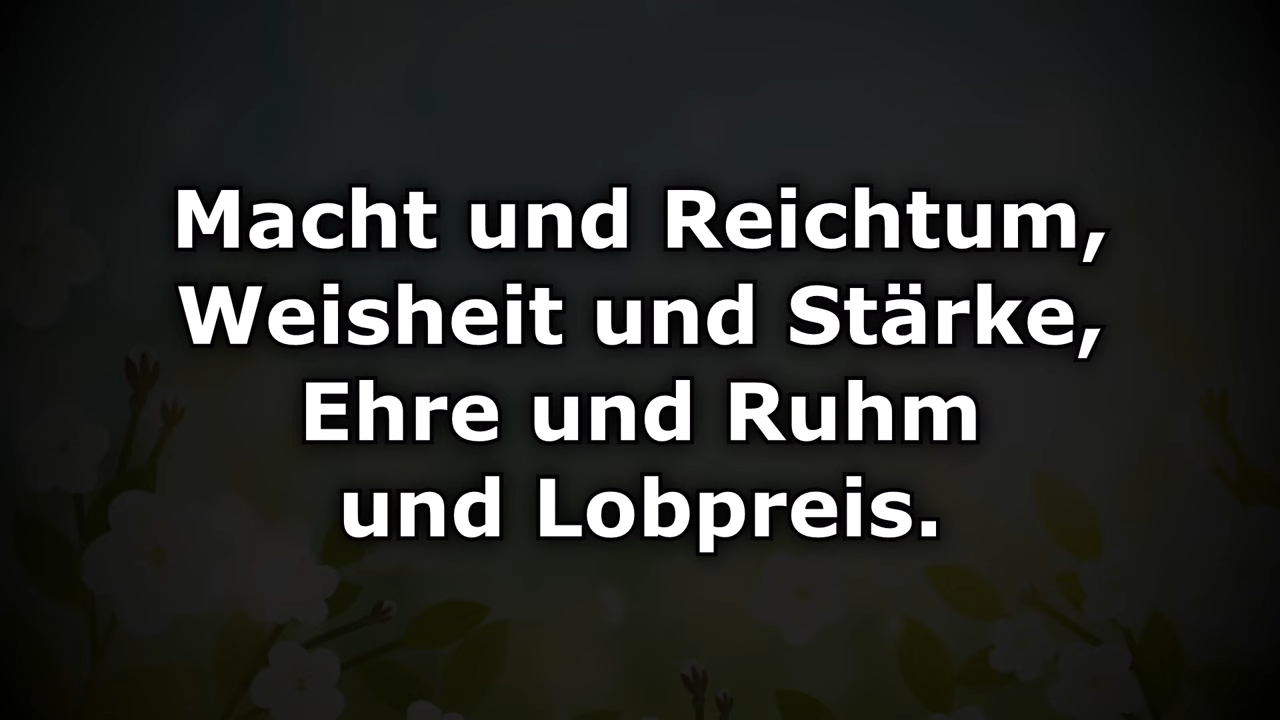 Macht und Reichtum,
Weisheit und Stärke,
Ehre und Ruhm
und Lobpreis.